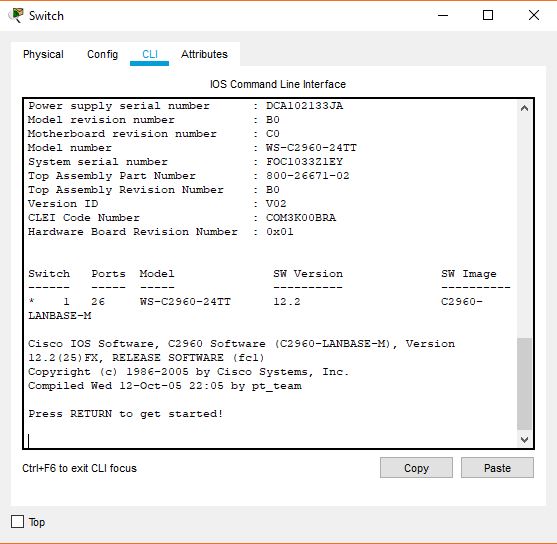 Switch
Physical Config CLI Attributes
IOS Command Line Interface
Power supply serial number : DCA102133JA
Model revision number : B0
Motherboard revision number : C0
Model number : WS-C2960-24TT
System serial number : FOC1033Z1EY
Top Assembly Part Number : 800-26671-02
Top Assembly Revision Number : B0
Version ID : V02
CLEI Code Number : COM3K00BRA
Hardware Board Revision Number : 0x01
Switch Ports Model SW Version SW Image
------ ----- ----- ---------- ----------
* 1 26 WS-C2960-24TT 12.2 C2960-
LANBASE-M
Cisco IOS Software, C2960 Software (C2960-LANBASE-M), Version
12.2(25)FX, RELEASE SOFTWARE (fc1)
Copyright (c) 1986-2005 by Cisco Systems, Inc.
Compiled Wed 12-Oct-05 22:05 by pt_team
Press RETURN to get started!
Ctrl+F6 to exit CLI focus
Copy Paste
Top